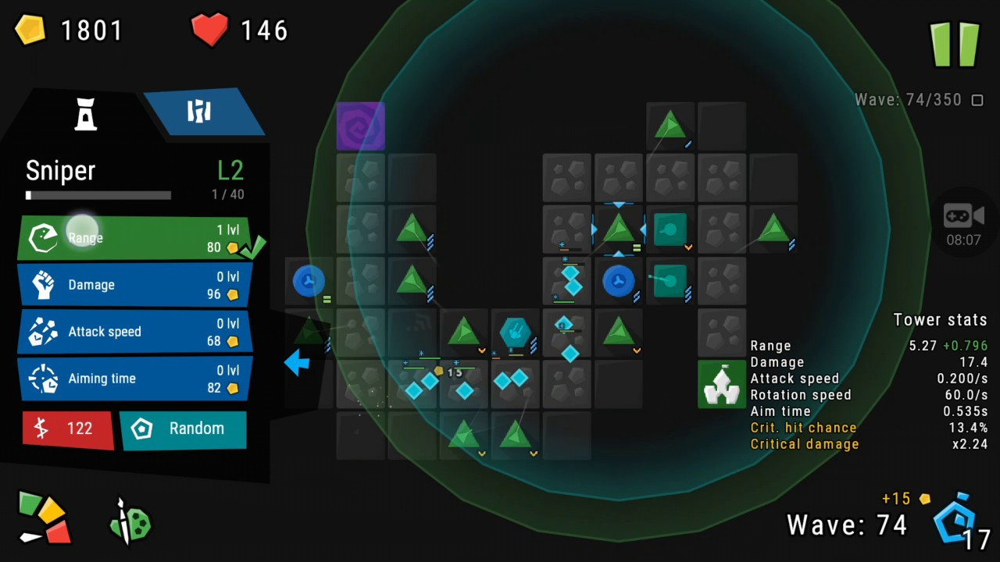 1801
146
Wave: 74/350
Sniper
L2
1 / 40
Range
1 lvl
80
Damage
0 lvl
96
Attack speed
0 lvl
68
Aiming time
0 lvl
82
122
Random
15
08:07
Tower stats
Range 5.27 +0.796
Damage 17.4
Attack speed 0.200/s
Rotation speed 60.0/s
Aim time 0.535s
Crit. hit chance 13.4%
Critical damage x2.24
+15
Wave: 74
17